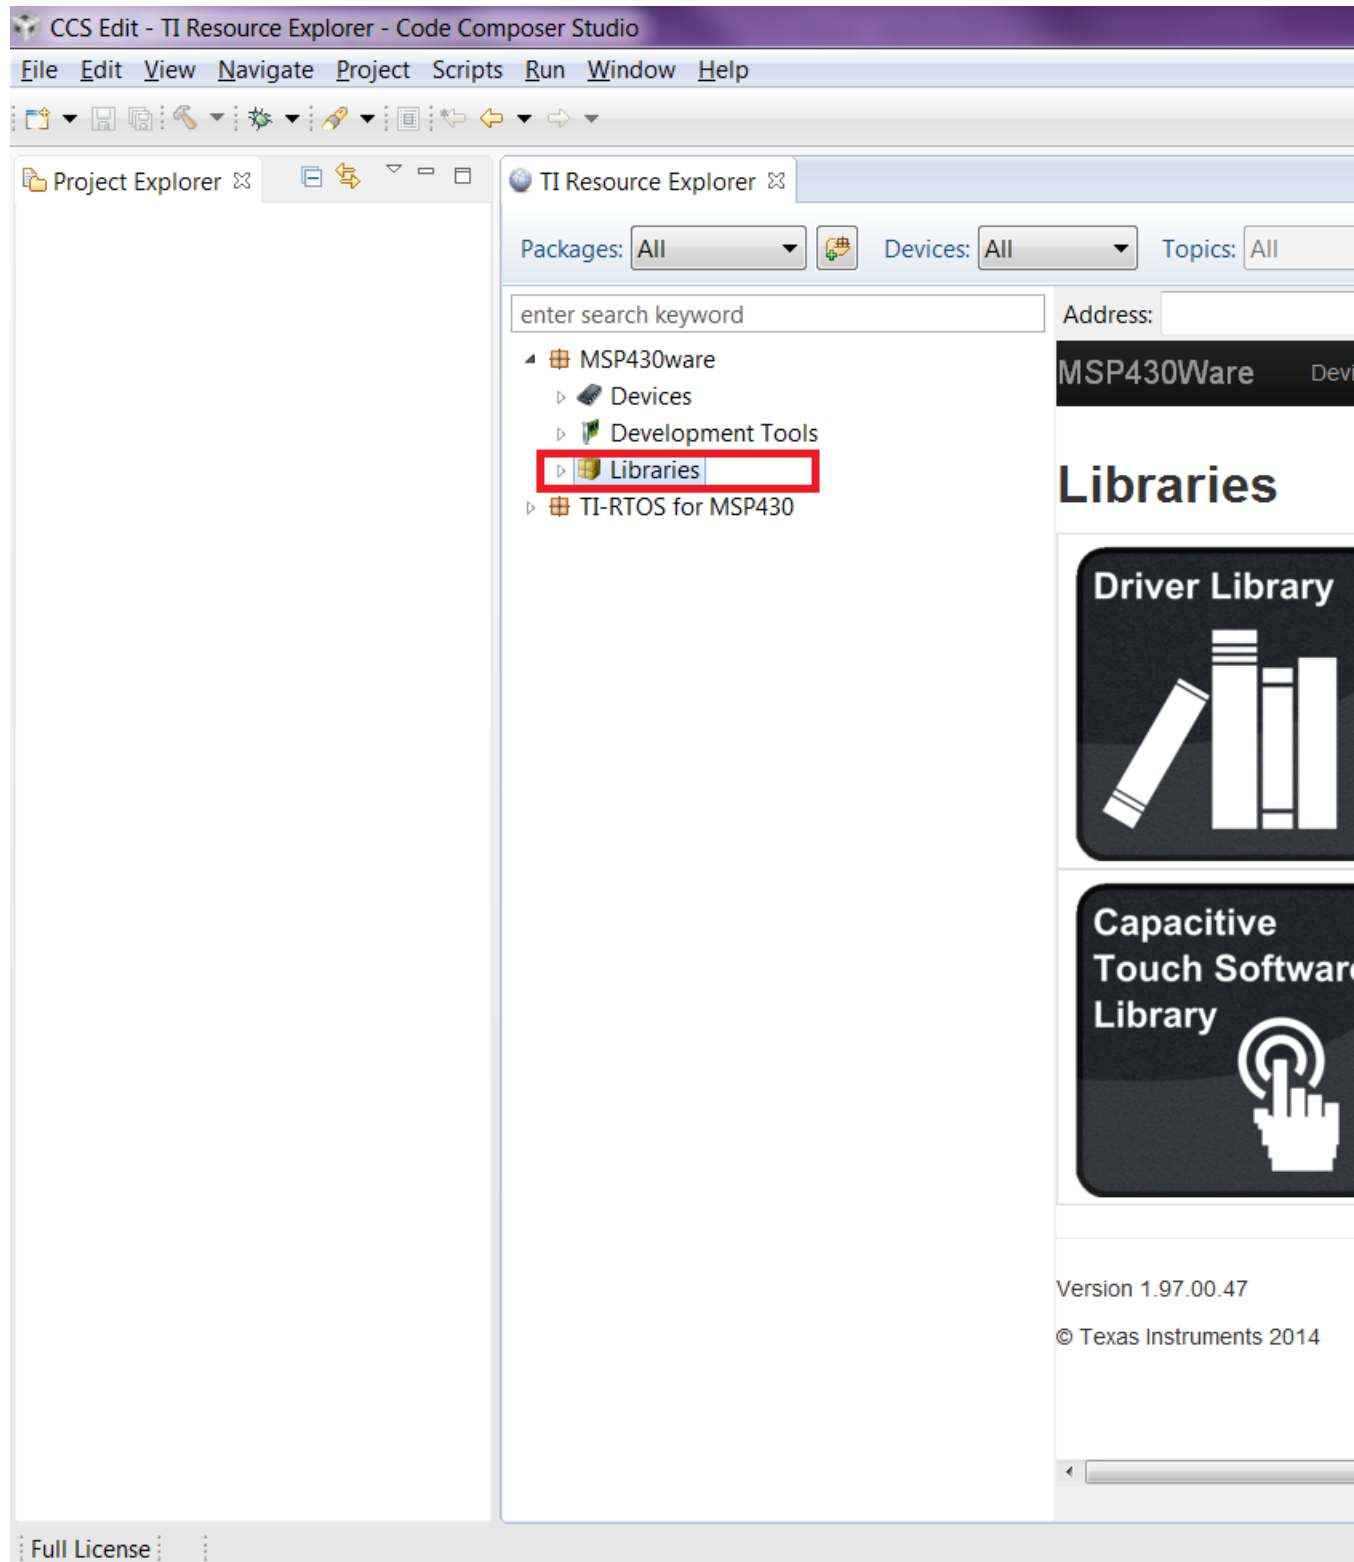 CCS Edit - TI Resource Explorer - Code Composer Studio
File Edit View Navigate Project Scripts Run Window Help
Project Explorer
TI Resource Explorer
Packages: All Devices: All Topics: All
enter search keyword
Address:
MSP430ware
Devices
Development Tools
Libraries
TI-RTOS for MSP430
MSP430Ware Devi
Libraries
Driver Library
Capacitive
Touch Software
Library
Version 1.97.00.47
© Texas Instruments 2014
Full License